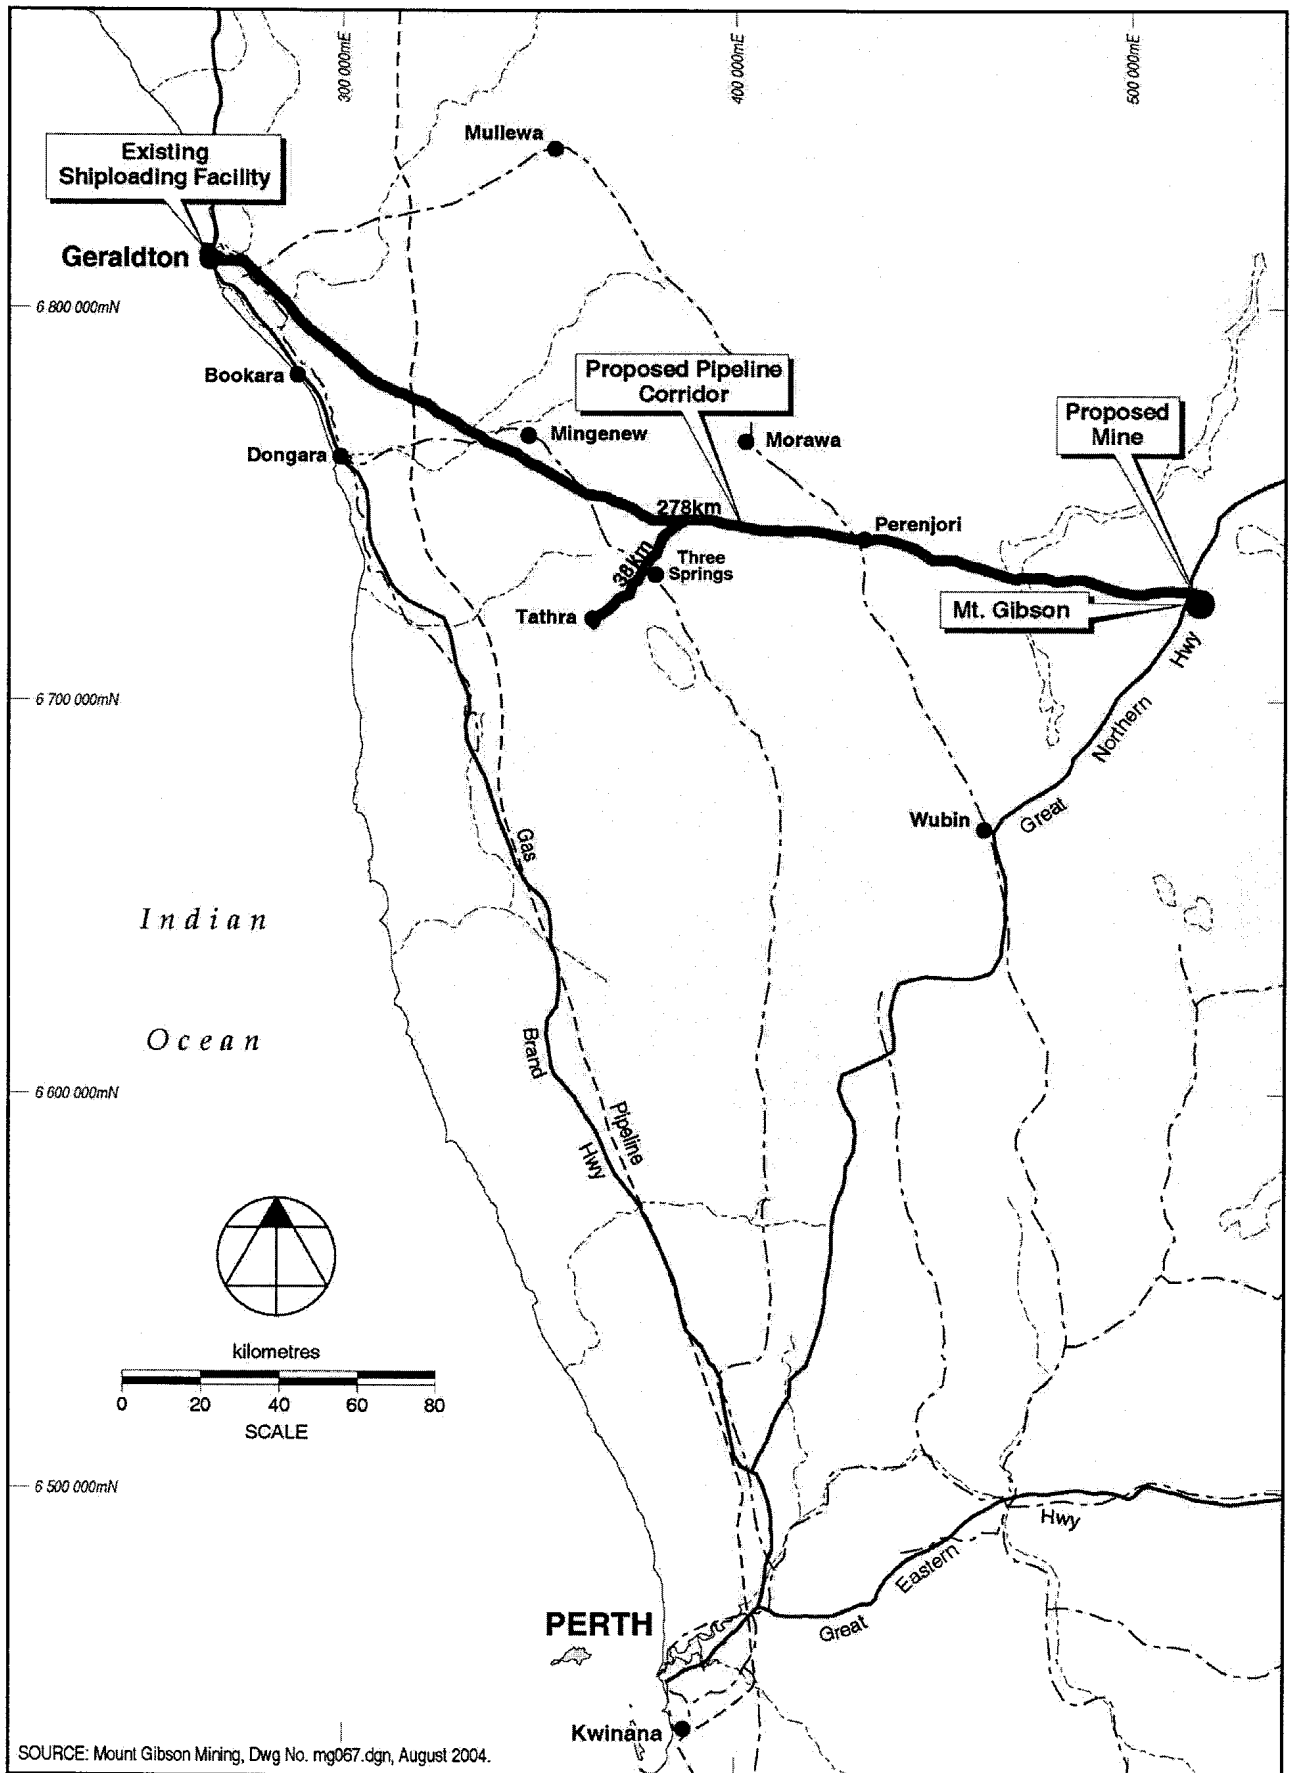 300 000mE
400 000mE
500 000mE
Mullewa
Existing
Shiploading Facility
Geraldton
6 800 000mN
Bookara
Proposed Pipeline
Corridor
Proposed
Mine
Mingenew
Morawa
Dongara
278km
Perenjori
38km
Three
Springs
Tathra
Mt. Gibson
Hwy
Northern
Great
6 700 000mN
Wubin
Gas
Indian
Ocean
Brand
Hwy
Pipeline
6 600 000mN
kilometres
0 20 40 60 80
SCALE
6 500 000mN
Hwy
Eastern
Great
PERTH
Kwinana
SOURCE: Mount Gibson Mining, Dwg No. mg067.dgn, August 2004.